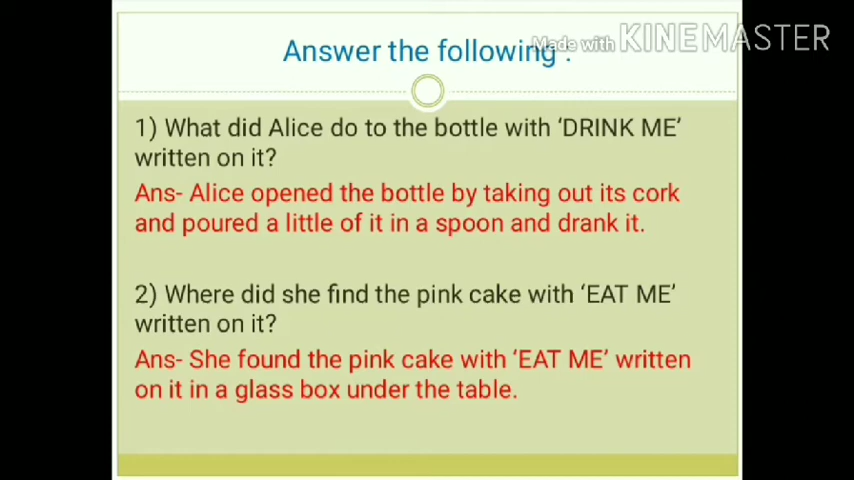 Answer the following :
Made with KINEMASTER
1) What did Alice do to the bottle with ‘DRINK ME’
written on it?
Ans- Alice opened the bottle by taking out its cork
and poured a little of it in a spoon and drank it.
2) Where did she find the pink cake with ‘EAT ME’
written on it?
Ans- She found the pink cake with ‘EAT ME’ written
on it in a glass box under the table.